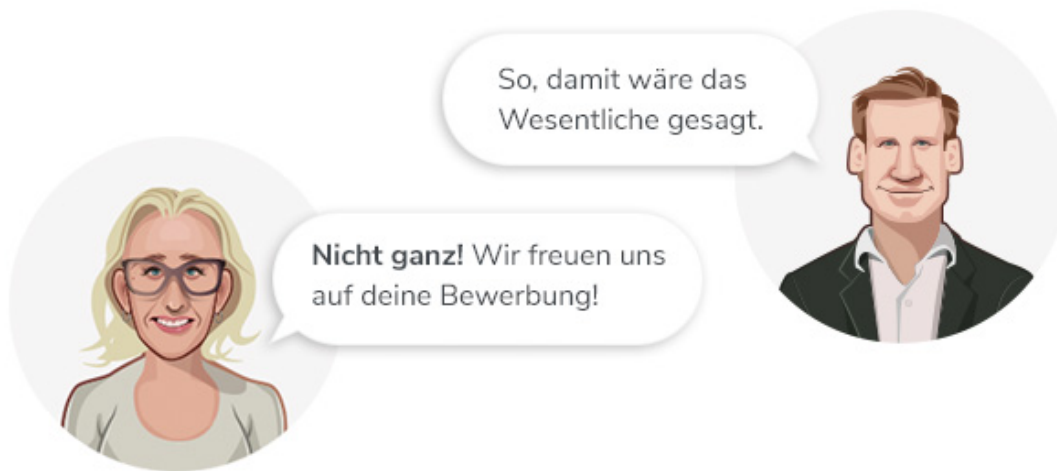 So, damit wäre das
Wesentliche gesagt.
Nicht ganz! Wir freuen uns
auf deine Bewerbung!